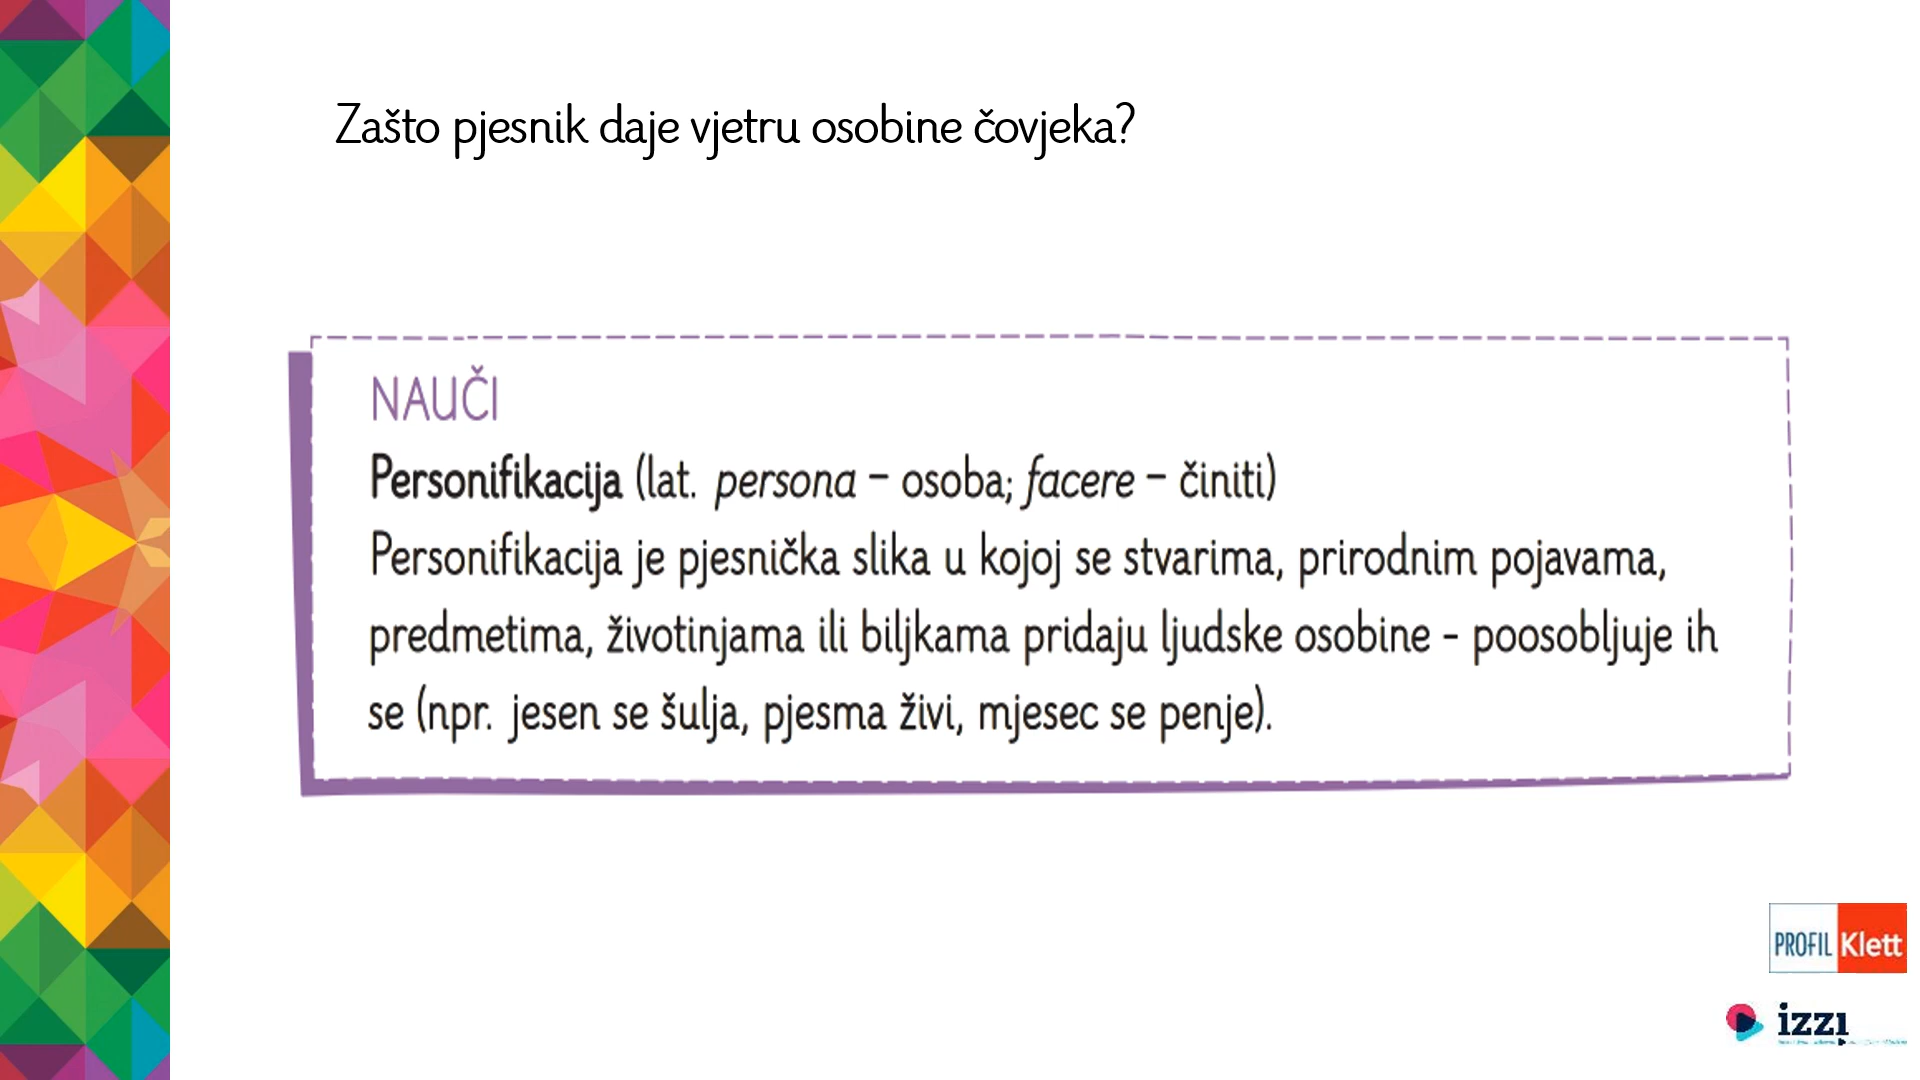 Zašto pjesnik daje vjetru osobine čovjeka?
NAUČI
Personifikacija (lat. persona – osoba; facere – činiti)
Personifikacija je pjesnička slika u kojoj se stvarima, prirodnim pojavama,
predmetima, životinjama ili biljkama pridaju ljudske osobine - poosobljuje ih
se (npr. jesen se šulja, pjesma živi, mjesec se penje).
PROFIL Klett
izzi